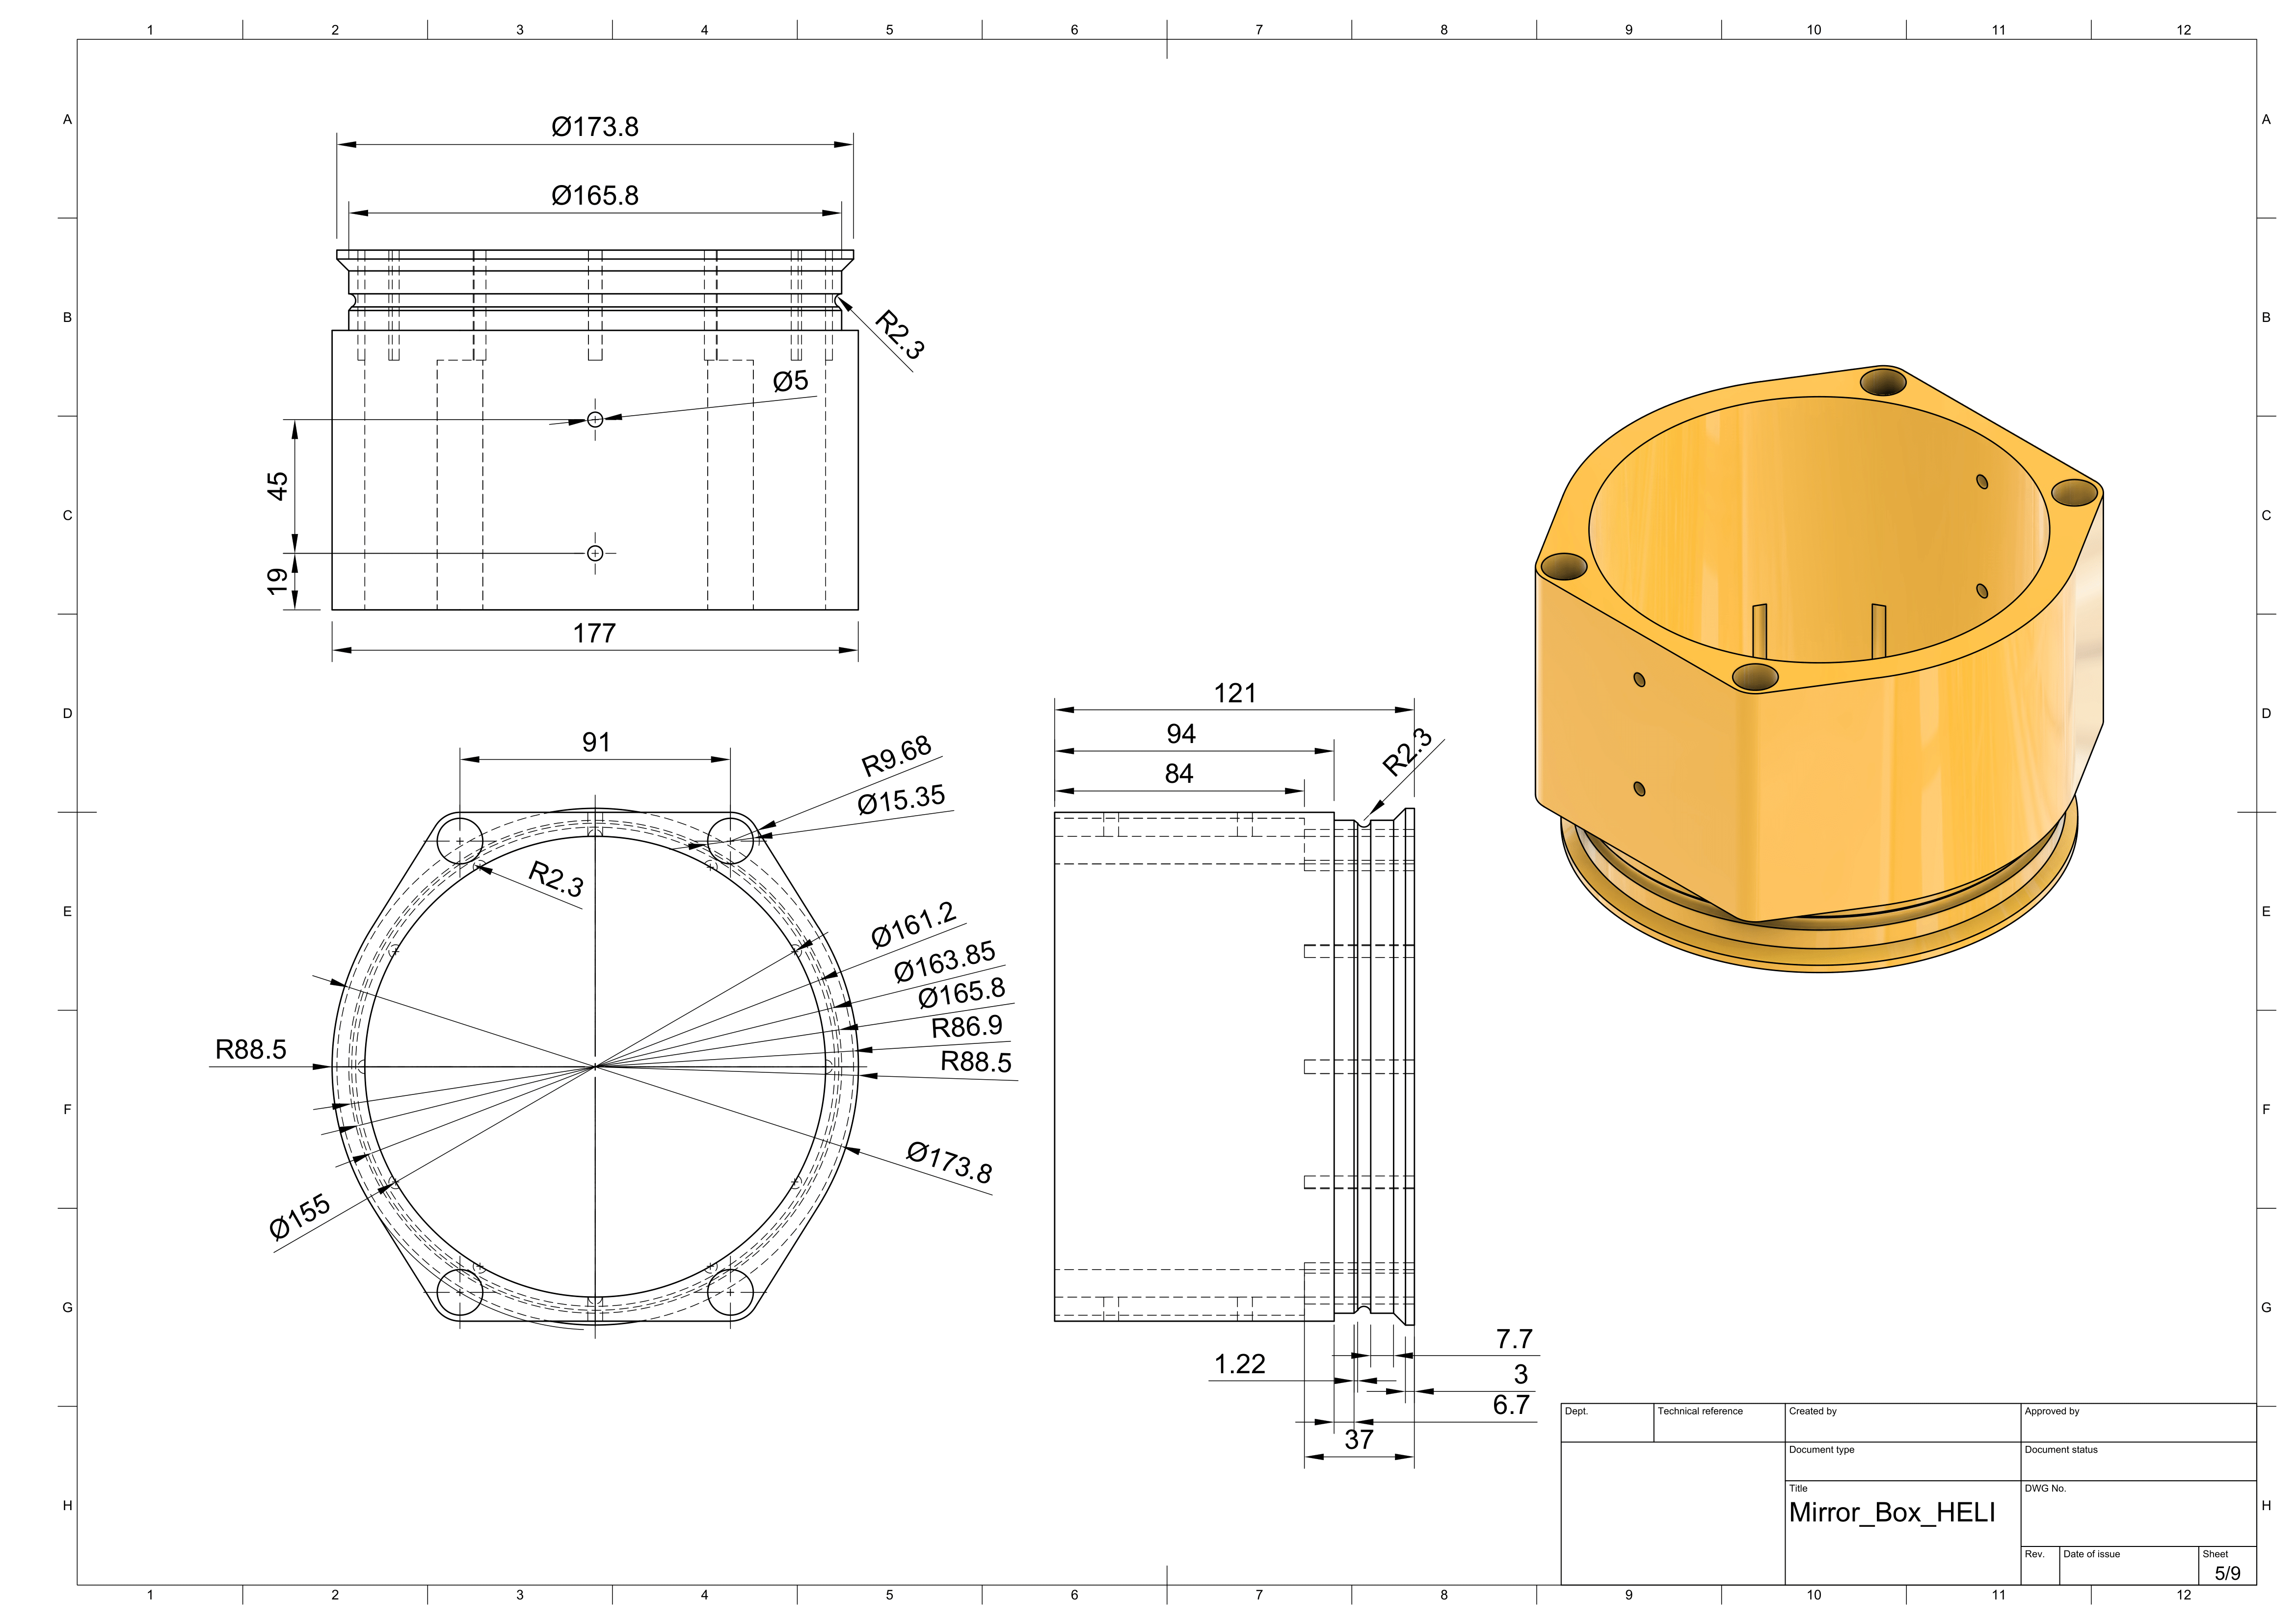 1 2 3 4 5 6 7 8 9 10 11 12
A A
B B
C C
D D
E E
F F
G G
H H
Ø173.8
Ø165.8
R2.3
Ø5
45
19
177
91
R9.68
Ø15.35
R2.3
Ø161.2
Ø163.85
Ø165.8
R86.9
R88.5
R88.5
Ø173.8
Ø155
121
94
84
R2.3
7.7
1.22
3
6.7
37
Dept.
Technical reference
Created by
Approved by
Document type
Document status
Title
Mirror_Box_HELI
DWG No.
Rev.
Date of issue
Sheet
5/9
1 2 3 4 5 6 7 8 9 10 11 12